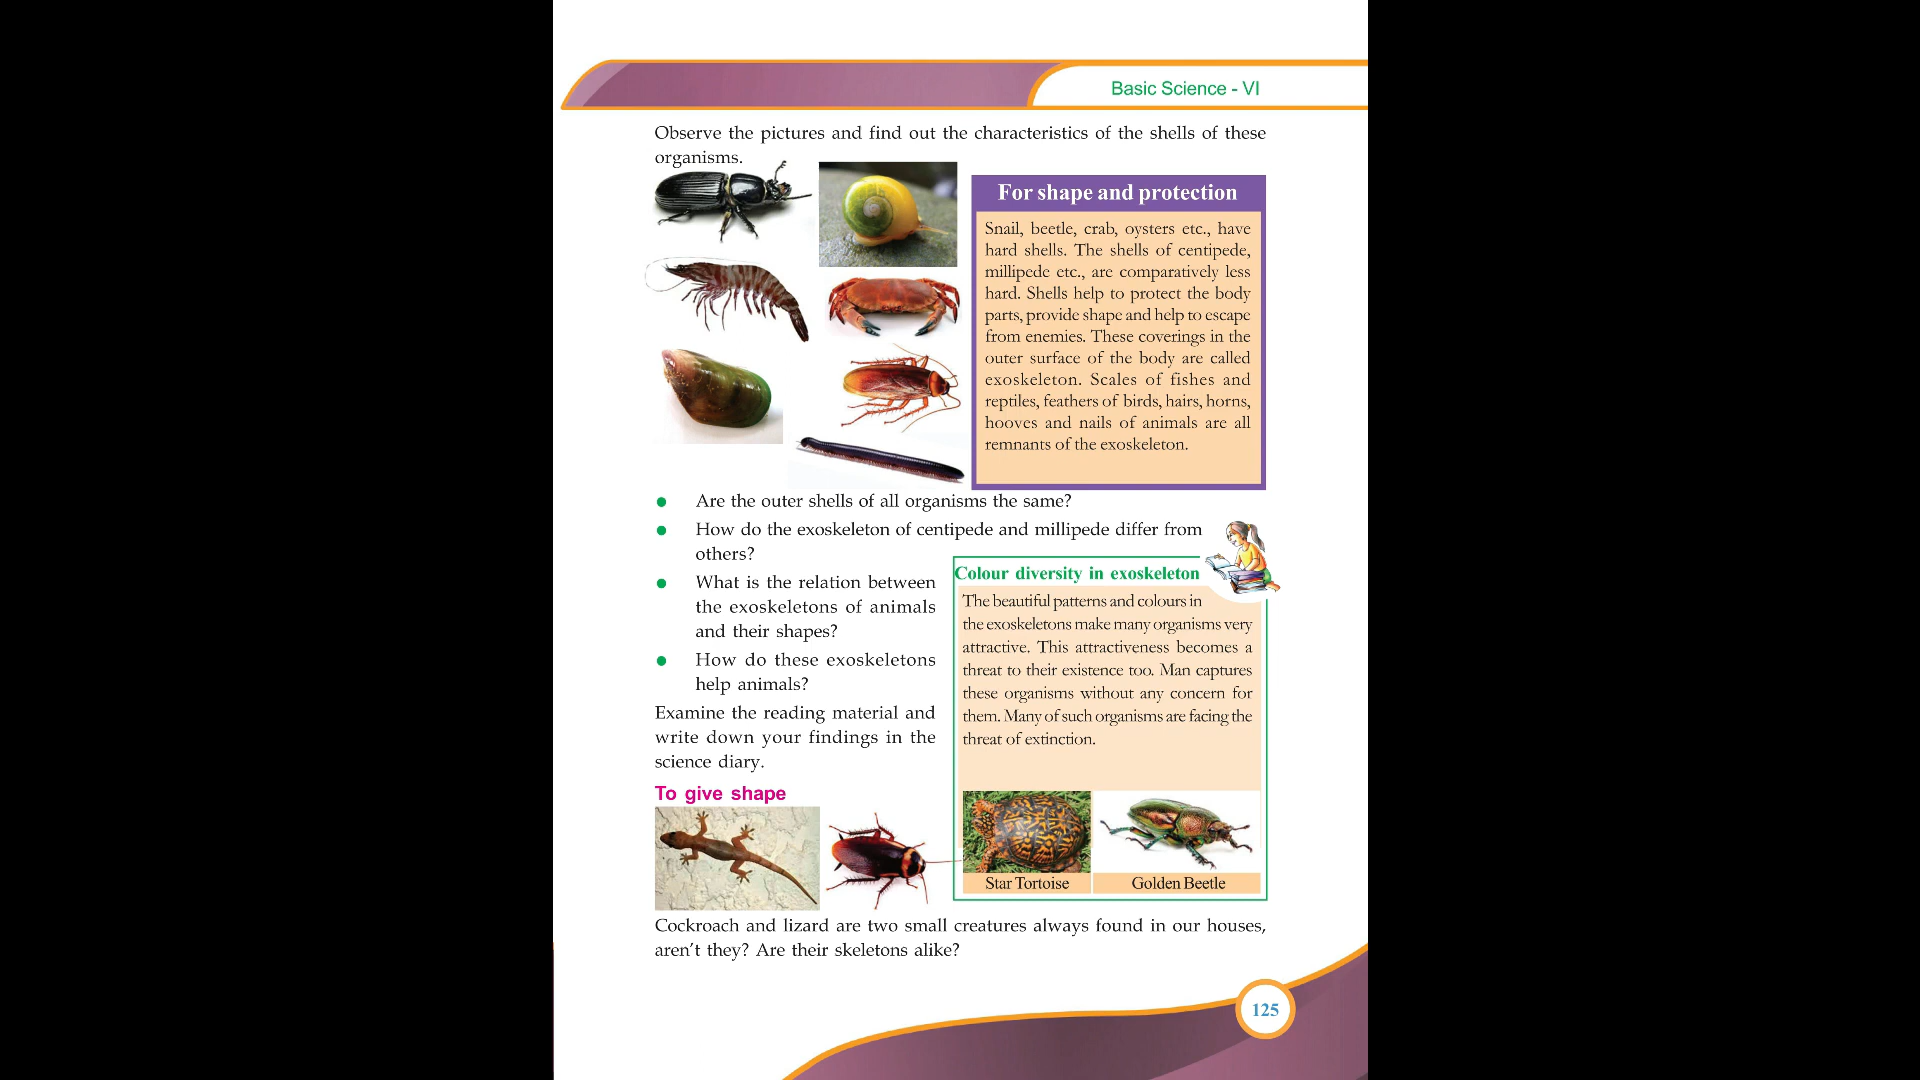 Basic Science - VI
Observe the pictures and find out the characteristics of the shells of these
organisms.
For shape and protection
Snail, beetle, crab, oysters etc., have
hard shells. The shells of centipede,
millipede etc., are comparatively less
hard. Shells help to protect the body
parts, provide shape and help to escape
from enemies. These coverings in the
outer surface of the body are called
exoskeleton. Scales of fishes and
reptiles, feathers of birds, hairs, horns,
hooves and nails of animals are all
remnants of the exoskeleton.
● Are the outer shells of all organisms the same?
● How do the exoskeleton of centipede and millipede differ from
others?
● What is the relation between
the exoskeletons of animals
and their shapes?
● How do these exoskeletons
help animals?
Examine the reading material and
write down your findings in the
science diary.
Colour diversity in exoskeleton
The beautiful patterns and colours in
the exoskeletons make many organisms very
attractive. This attractiveness becomes a
threat to their existence too. Man captures
these organisms without any concern for
them. Many of such organisms are facing the
threat of extinction.
Star Tortoise
Golden Beetle
To give shape
Cockroach and lizard are two small creatures always found in our houses,
aren't they? Are their skeletons alike?
125